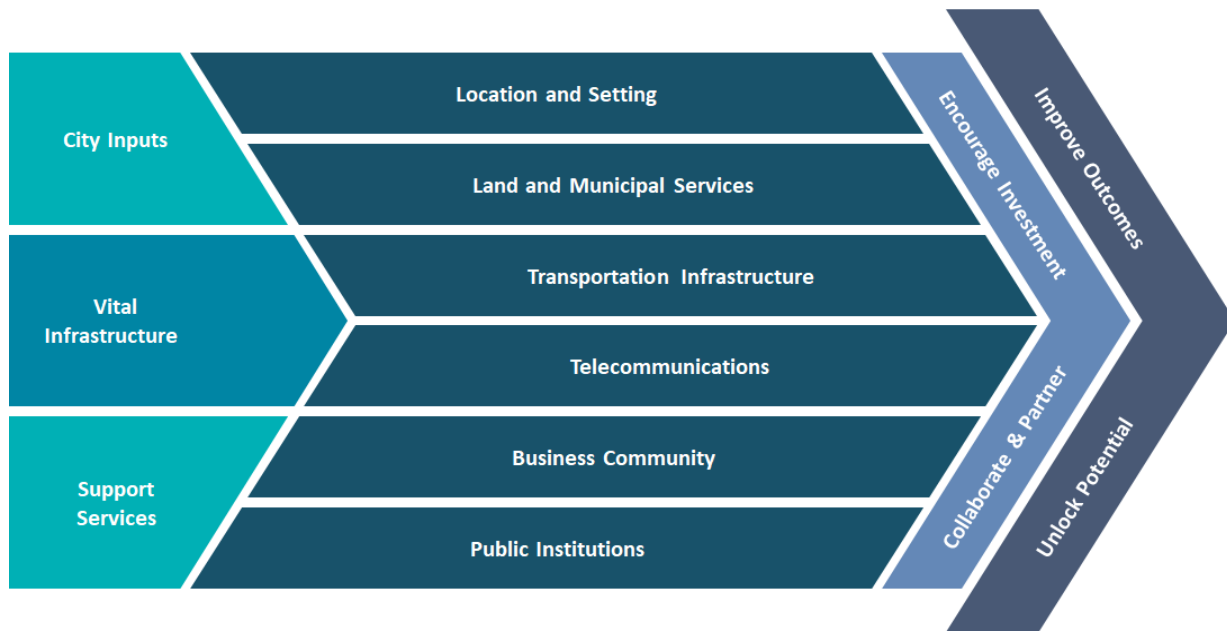 City Inputs
Location and Setting
Land and Municipal Services
Vital
Infrastructure
Transportation Infrastructure
Telecommunications
Support
Services
Business Community
Public Institutions
Encourage Investment
Collaborate & Partner
Improve Outcomes
Unlock Potential